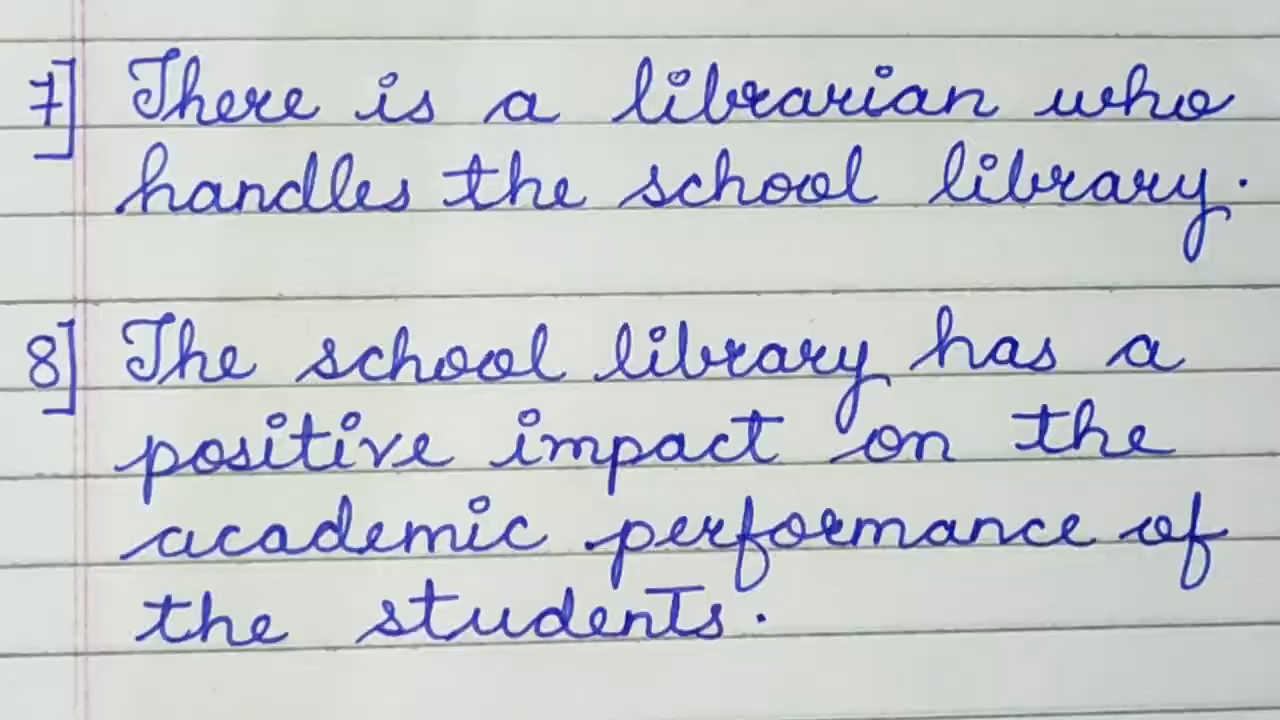 7] There is a librarian who
handles the school library.
8] The school library has a
positive impact on the
academic performance of
the students.